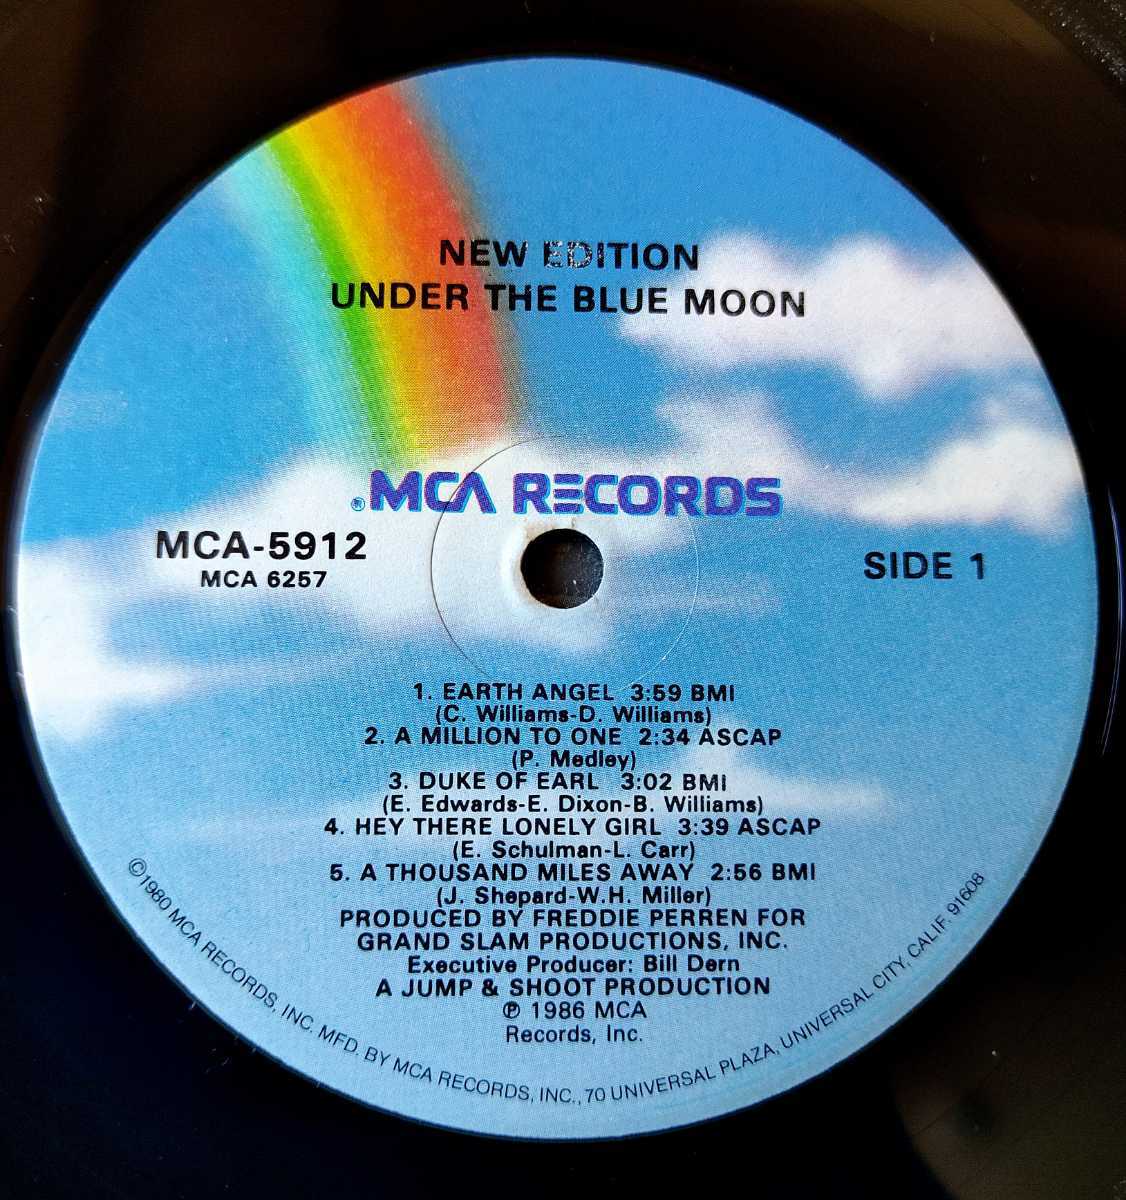 NEW EDITION
UNDER THE BLUE MOON
®MCA RECORDS
MCA-5912
MCA 6257
SIDE 1
1. EARTH ANGEL 3:59 BMI
(C. Williams-D. Williams)
2. A MILLION TO ONE 2:34 ASCAP
(P. Medley)
3. DUKE OF EARL 3:02 BMI
(E. Edwards-E. Dixon-B. Williams)
4. HEY THERE LONELY GIRL 3:39 ASCAP
(E. Schulman-L. Carr)
5. A THOUSAND MILES AWAY 2:56 BMI
(J. Shepard-W.H. Miller)
PRODUCED BY FREDDIE PERREN FOR
GRAND SLAM PRODUCTIONS, INC.
Executive Producer: Bill Dern
A JUMP & SHOOT PRODUCTION
℗ 1986 MCA
Records, Inc.
©1980 MCA RECORDS, INC. MFD. BY MCA RECORDS, INC., 70 UNIVERSAL PLAZA, UNIVERSAL CITY, CALIF. 91608